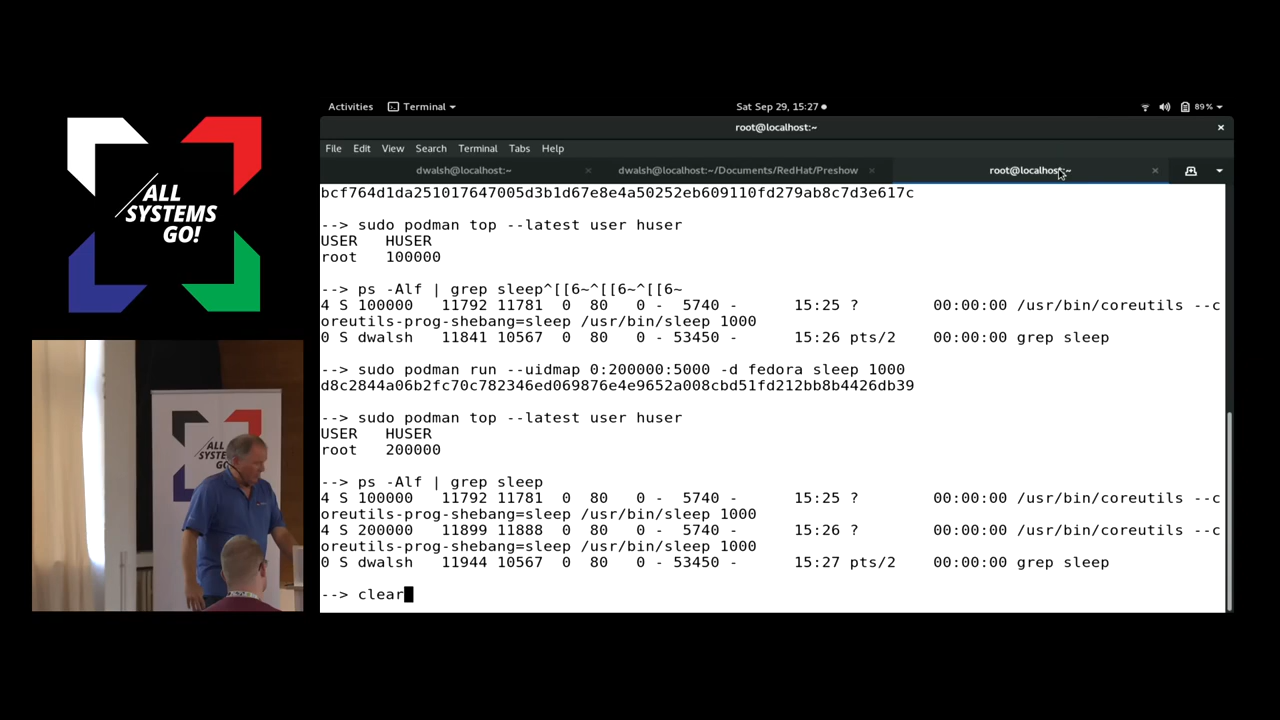 ALL
SYSTEMS
GO!
Activities Terminal Sat Sep 29, 15:27 89%
root@localhost:~
File Edit View Search Terminal Tabs Help
dwalsh@localhost:~ dwalsh@localhost:~/Documents/RedHat/Preshow root@localhost:~
bcf764d1da251017647005d3b1d67e8e4a50252eb609110fd279ab8c7d3e617c
--> sudo podman top --latest user huser
USER HUSER
root 100000
--> ps -Alf | grep sleep^[[6~^[[6~^[[6~
4 S 100000 11792 11781 0 80 0 - 5740 - 15:25 ? 00:00:00 /usr/bin/coreutils --c
oreutils-prog-shebang=sleep /usr/bin/sleep 1000
0 S dwalsh 11841 10567 0 80 0 - 53450 - 15:26 pts/2 00:00:00 grep sleep
--> sudo podman run --uidmap 0:200000:5000 -d fedora sleep 1000
d8c2844a06b2fc70c782346ed069876e4e9652a008cbd51fd212bb8b4426db39
--> sudo podman top --latest user huser
USER HUSER
root 200000
--> ps -Alf | grep sleep
4 S 100000 11792 11781 0 80 0 - 5740 - 15:25 ? 00:00:00 /usr/bin/coreutils --c
oreutils-prog-shebang=sleep /usr/bin/sleep 1000
4 S 200000 11899 11888 0 80 0 - 5740 - 15:26 ? 00:00:00 /usr/bin/coreutils --c
oreutils-prog-shebang=sleep /usr/bin/sleep 1000
0 S dwalsh 11944 10567 0 80 0 - 53450 - 15:27 pts/2 00:00:00 grep sleep
--> clear